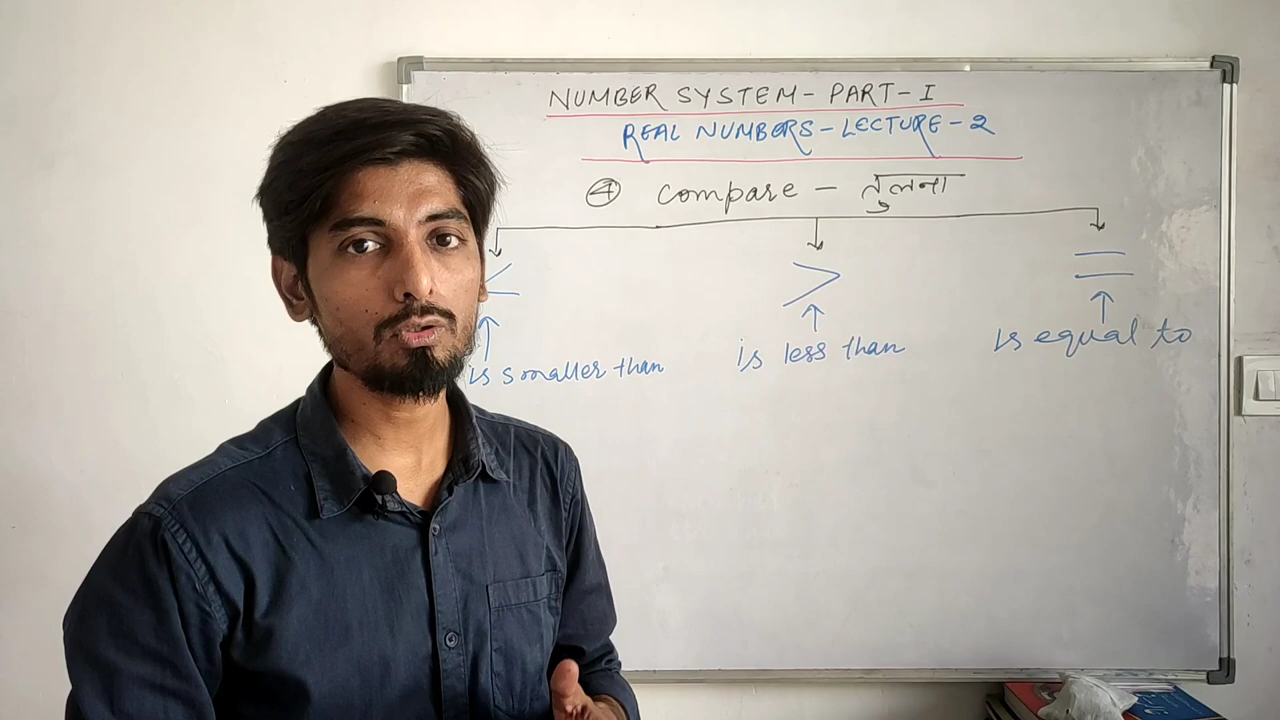 NUMBER SYSTEM - PART - I
REAL NUMBERS - LECTURE - 2
④ compare - तुलना
< > =
↑ ↑ ↑
is smaller than is less than is equal to